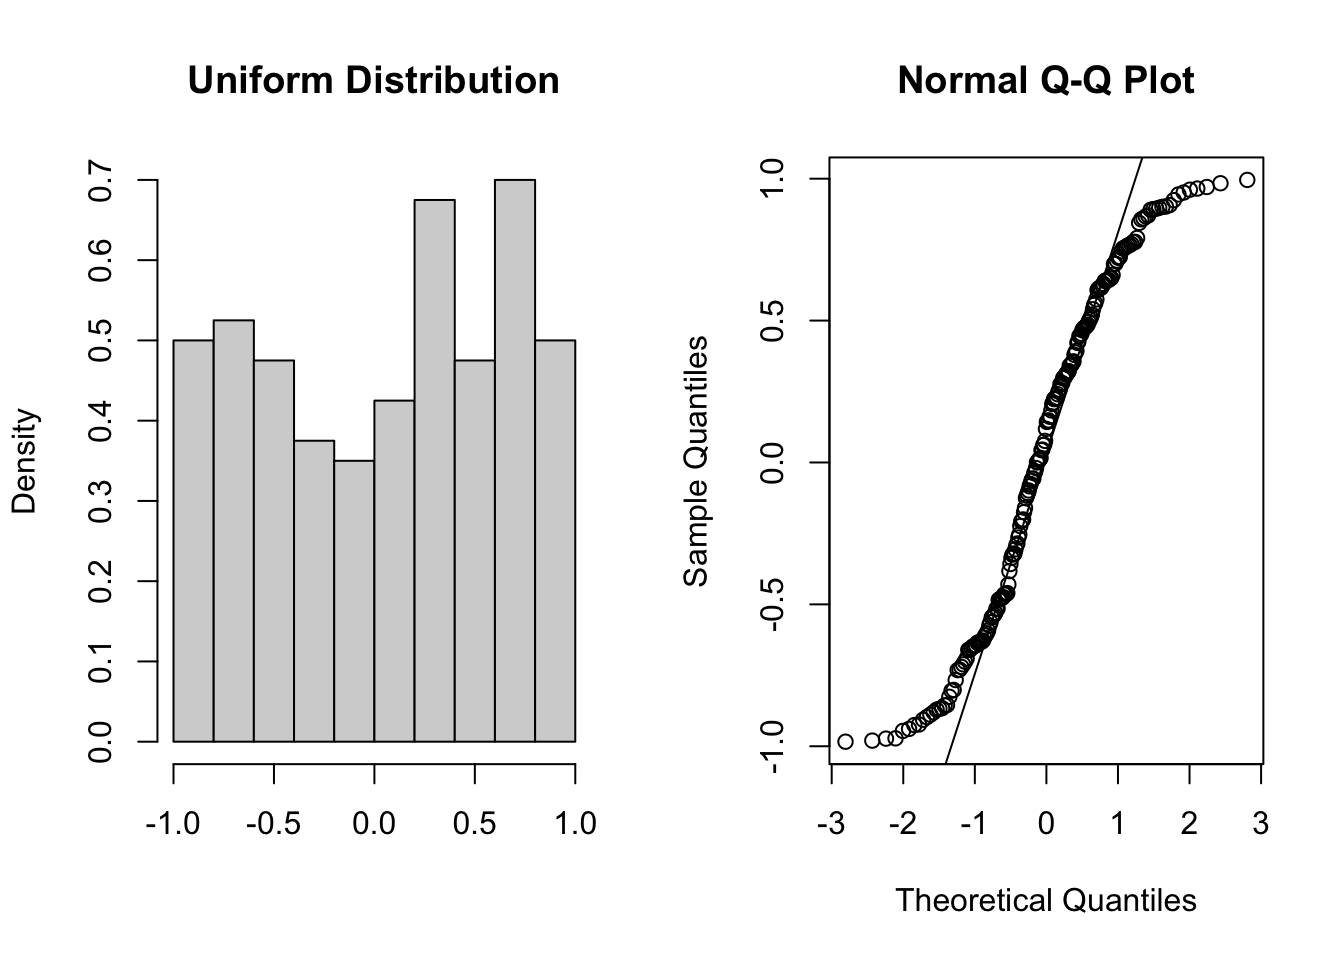 Uniform Distribution
Density
0.0 0.1 0.2 0.3 0.4 0.5 0.6 0.7
-1.0 -0.5 0.0 0.5 1.0
Normal Q-Q Plot
Sample Quantiles
-1.0 -0.5 0.0 0.5 1.0
-3 -2 -1 0 1 2 3
Theoretical Quantiles